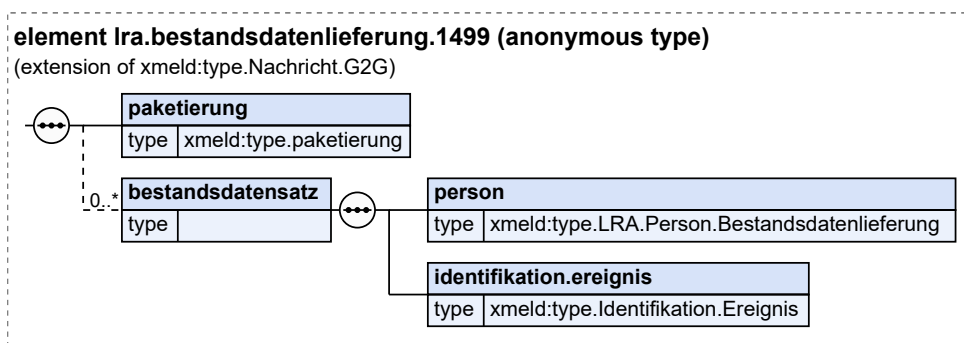 element lra.bestandsdatenlieferung.1499 (anonymous type)
(extension of xmeld:type.Nachricht.G2G)
paketierung
type xmeld:type.paketierung
0..*
bestandsdatensatz
type
person
type xmeld:type.LRA.Person.Bestandsdatenlieferung
identifikation.ereignis
type xmeld:type.Identifikation.Ereignis